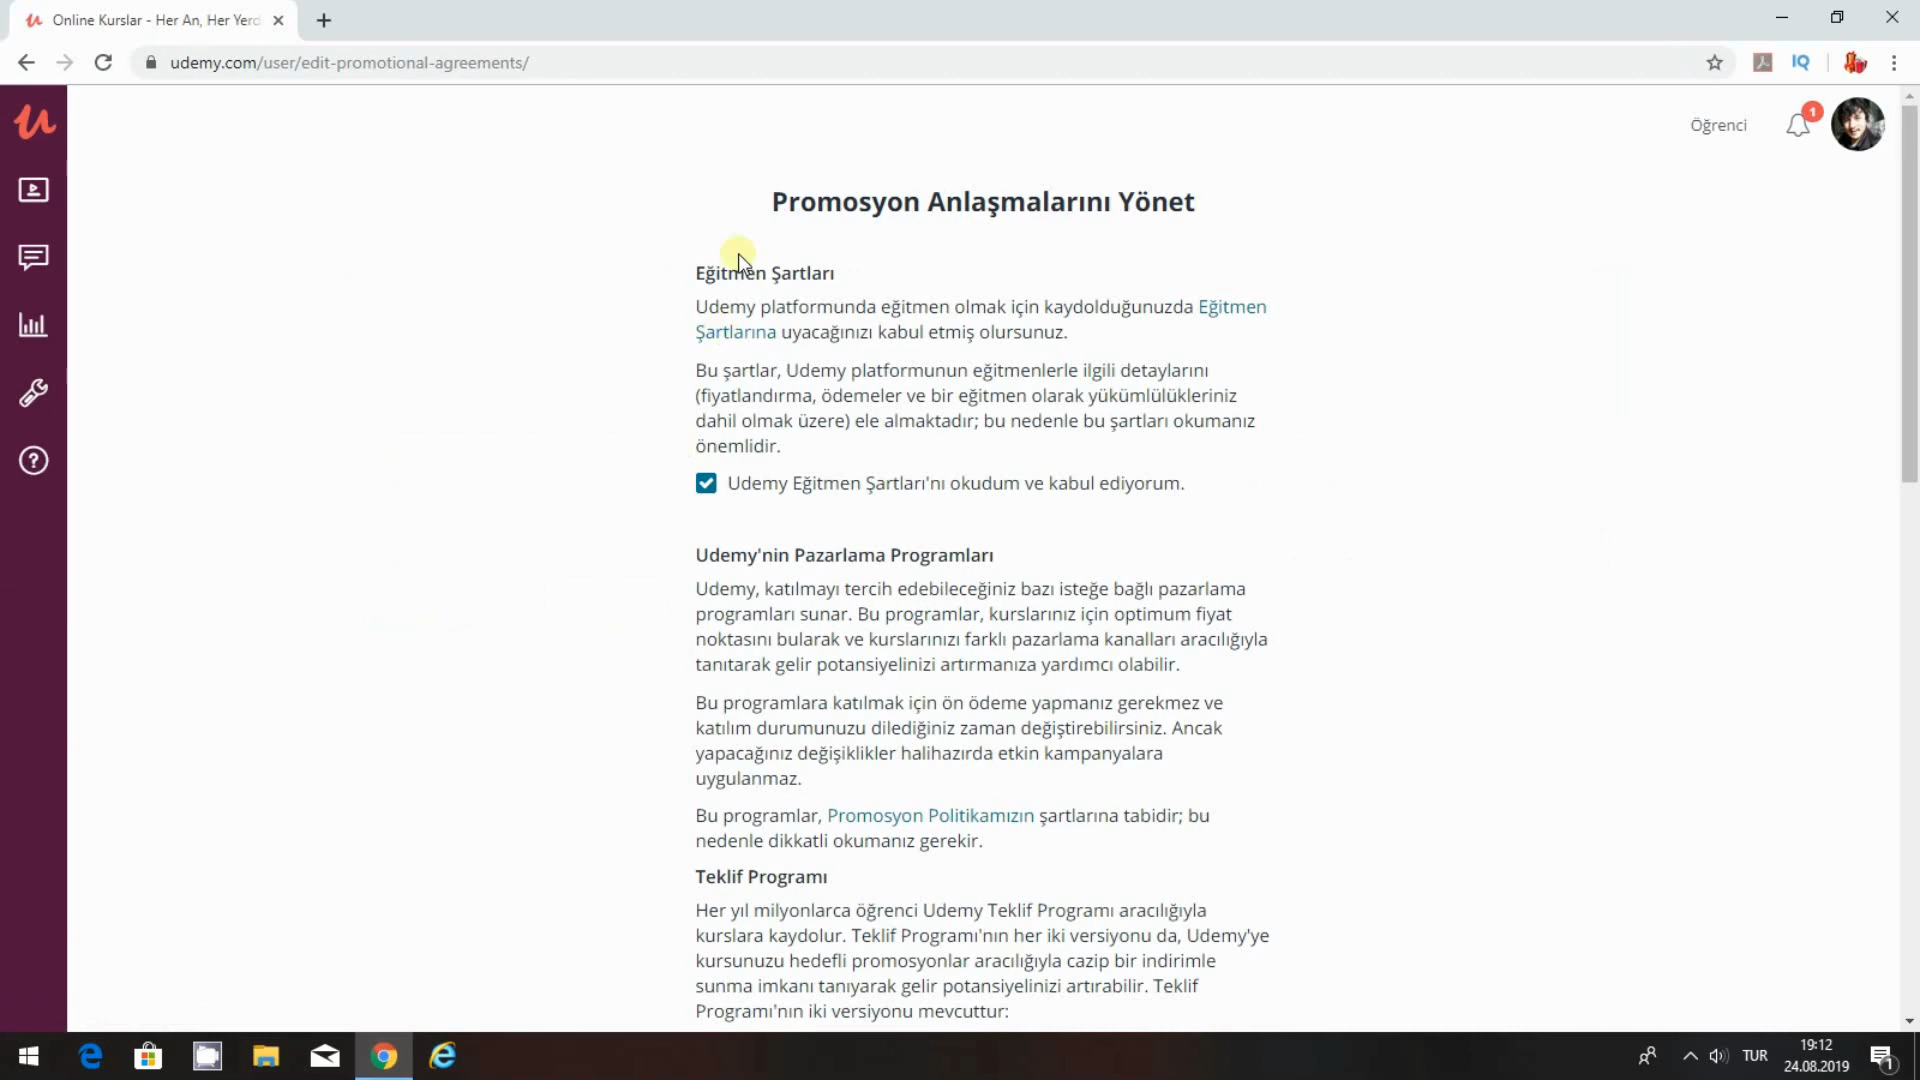 Online Kurslar - Her An, Her Yerd
udemy.com/user/edit-promotional-agreements/
IQ
Öğrenci
1
Promosyon Anlaşmalarını Yönet
Eğitmen Şartları
Udemy platformunda eğitmen olmak için kaydolduğunuzda Eğitmen
Şartlarına uyacağınızı kabul etmiş olursunuz.
Bu şartlar, Udemy platformunun eğitmenlerle ilgili detaylarını
(fiyatlandırma, ödemeler ve bir eğitmen olarak yükümlülükleriniz
dahil olmak üzere) ele almaktadır; bu nedenle bu şartları okumanız
önemlidir.
Udemy Eğitmen Şartları'nı okudum ve kabul ediyorum.
Udemy'nin Pazarlama Programları
Udemy, katılmayı tercih edebileceğiniz bazı isteğe bağlı pazarlama
programları sunar. Bu programlar, kurslarınız için optimum fiyat
noktasını bularak ve kurslarınızı farklı pazarlama kanalları aracılığıyla
tanıtarak gelir potansiyelinizi artırmanıza yardımcı olabilir.
Bu programlara katılmak için ön ödeme yapmanız gerekmez ve
katılım durumunuzu dilediğiniz zaman değiştirebilirsiniz. Ancak
yapacağınız değişiklikler halihazırda etkin kampanyalara
uygulanmaz.
Bu programlar, Promosyon Politikamızın şartlarına tabidir; bu
nedenle dikkatli okumanız gerekir.
Teklif Programı
Her yıl milyonlarca öğrenci Udemy Teklif Programı aracılığıyla
kurslara kaydolur. Teklif Programı'nın her iki versiyonu da, Udemy'ye
kursunuzu hedefli promosyonlar aracılığıyla cazip bir indirimle
sunma imkanı tanıyarak gelir potansiyelinizi artırabilir. Teklif
Programı'nın iki versiyonu mevcuttur:
TUR
19:12
24.08.2019
1